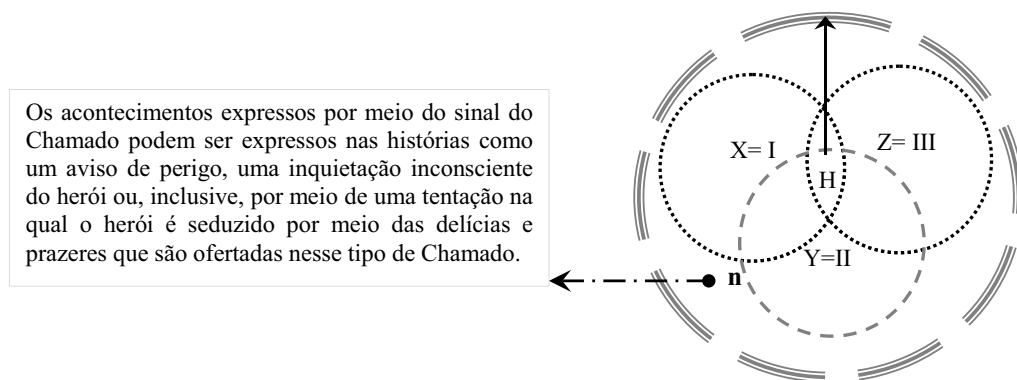 Os acontecimentos expressos por meio do sinal do
Chamado podem ser expressos nas histórias como
um aviso de perigo, uma inquietação inconsciente
do herói ou, inclusive, por meio de uma tentação na
qual o herói é seduzido por meio das delícias e
prazeres que são ofertadas nesse tipo de Chamado.
X= I
Z= III
H
Y=II
n